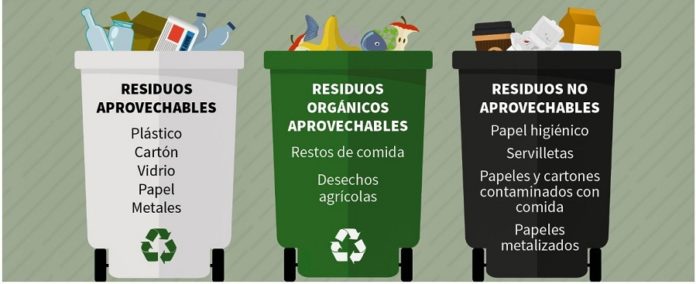 RESIDUOS
APROVECHABLES
Plástico
Cartón
Vidrio
Papel
Metales
RESIDUOS
ORGÁNICOS
APROVECHABLES
Restos de comida
Desechos
agrícolas
RESIDUOS NO
APROVECHABLES
Papel higiénico
Servilletas
Papeles y cartones
contaminados con
comida
Papeles
metalizados